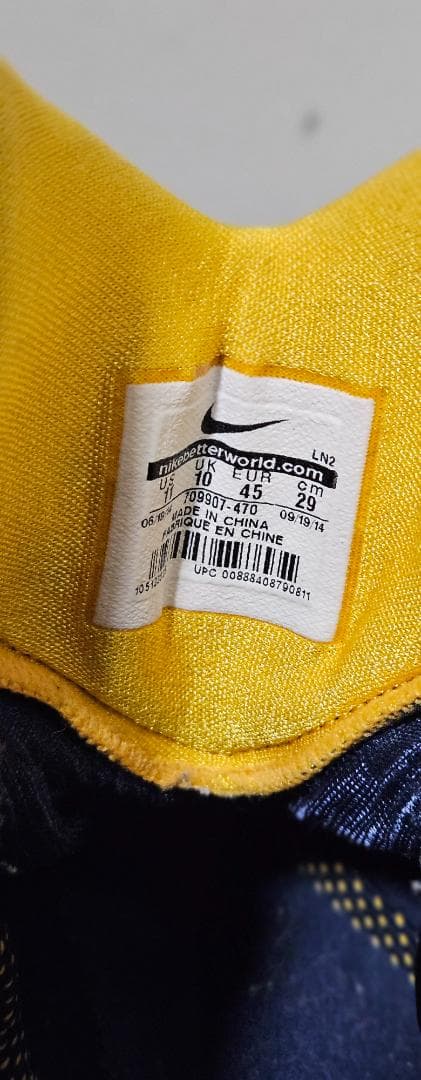 LN2
nikebetterworld.com
US UK EUR cm
11 10 45 29
709907-470
09/19/14
MADE IN CHINA
FABRIQUE EN CHINE
UPC 00888408790811